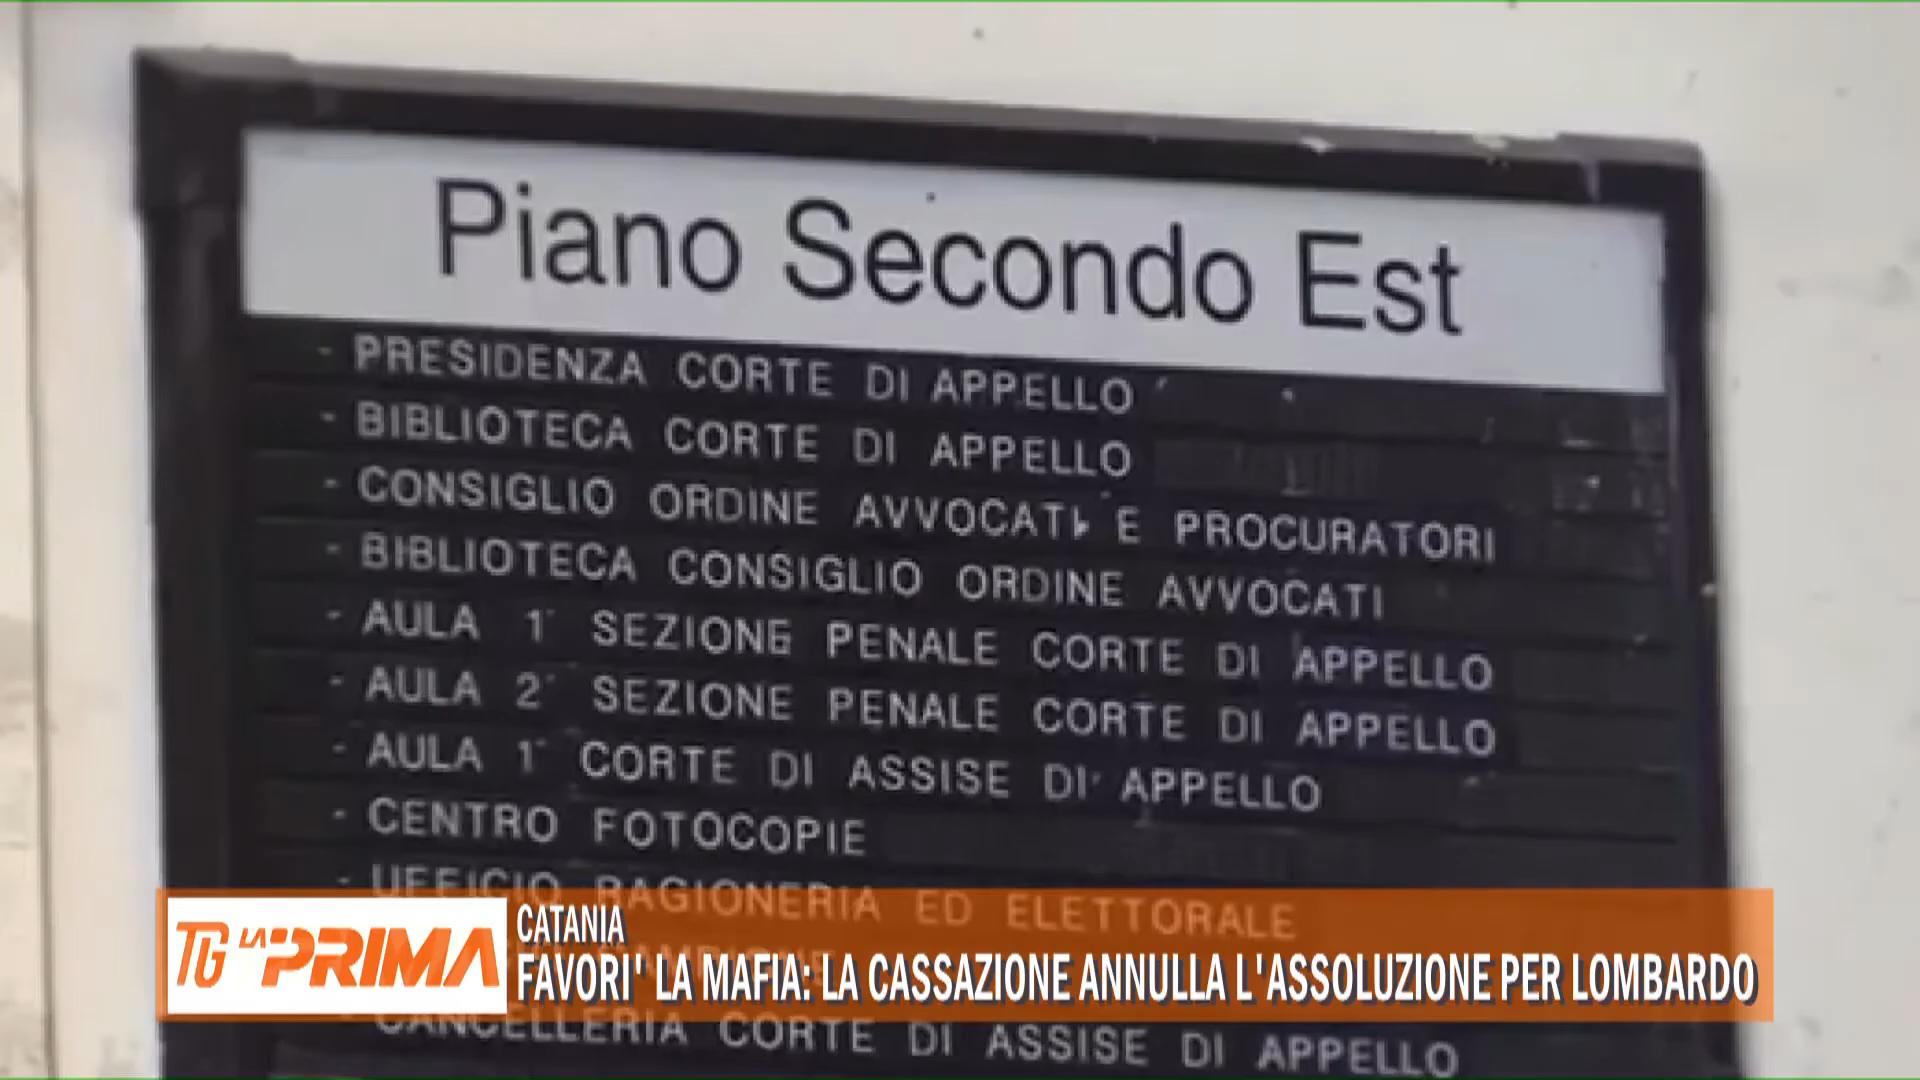 Piano Secondo Est
- PRESIDENZA CORTE DI APPELLO
- BIBLIOTECA CORTE DI APPELLO
- CONSIGLIO ORDINE AVVOCATI E PROCURATORI
- BIBLIOTECA CONSIGLIO ORDINE AVVOCATI
- AULA 1° SEZIONE PENALE CORTE DI APPELLO
- AULA 2° SEZIONE PENALE CORTE DI APPELLO
- AULA 1° CORTE DI ASSISE DI APPELLO
- CENTRO FOTOCOPIE
- UFFICIO RAGIONERIA ED ELETTORALE
TG LA PRIMA
CATANIA
FAVORI' LA MAFIA: LA CASSAZIONE ANNULLA L'ASSOLUZIONE PER LOMBARDO
- CANCELLERIA CORTE DI ASSISE DI APPELLO